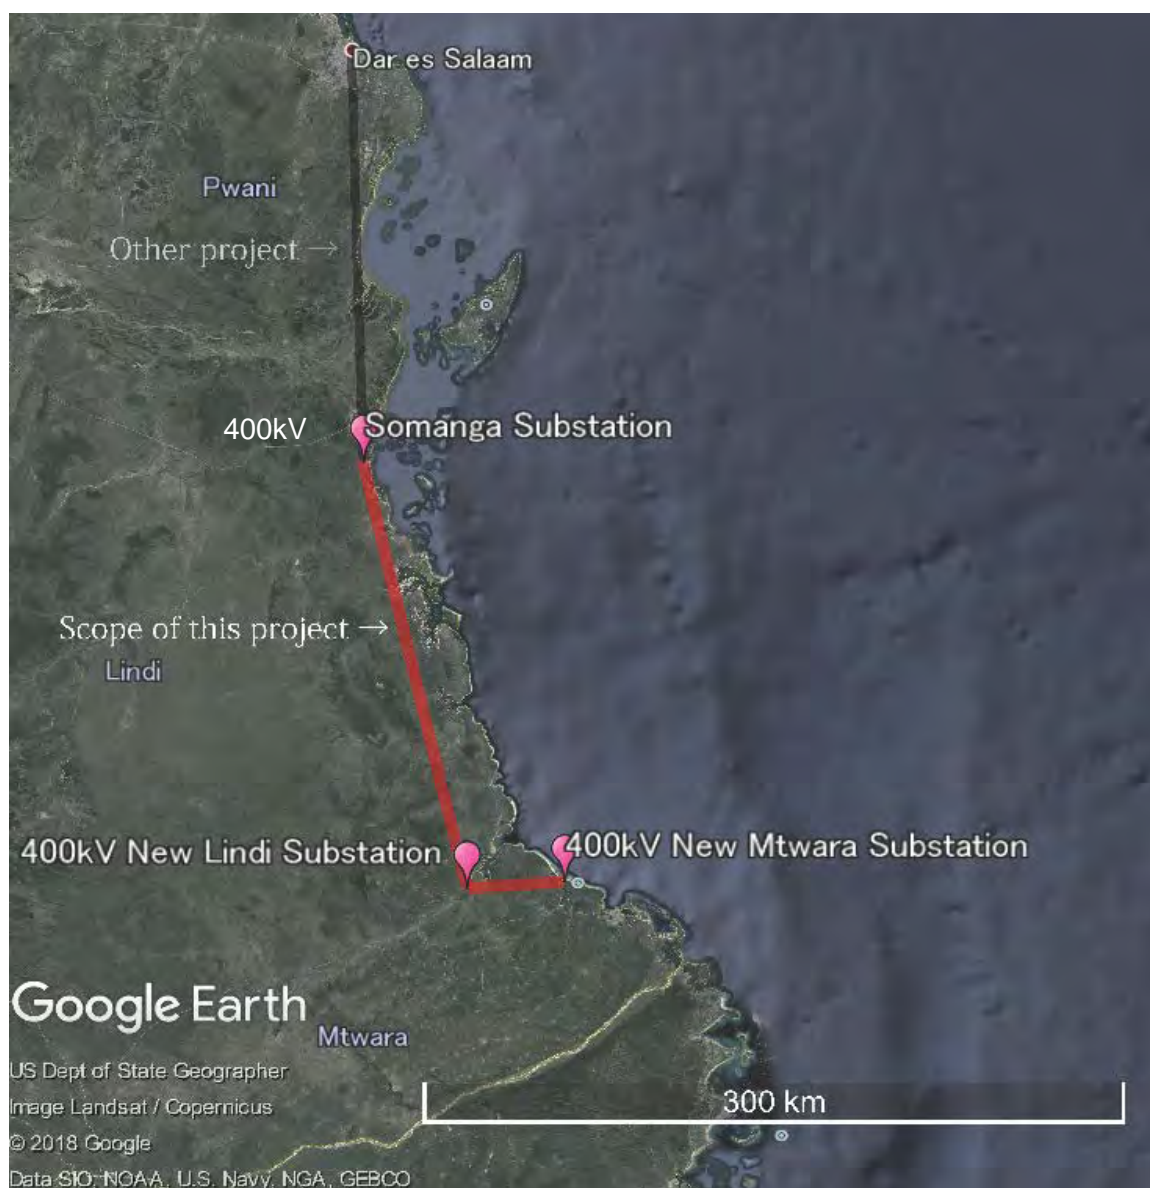 Dar es Salaam
Pwani
Other project →
400kV
Somanga Substation
Scope of this project →
Lindi
400kV New Lindi Substation
400kV New Mtwara Substation
Google Earth
Mtwara
US Dept of State Geographer
Image Landsat / Copernicus
© 2018 Google
Data SIO, NOAA, U.S. Navy, NGA, GEBCO
300 km